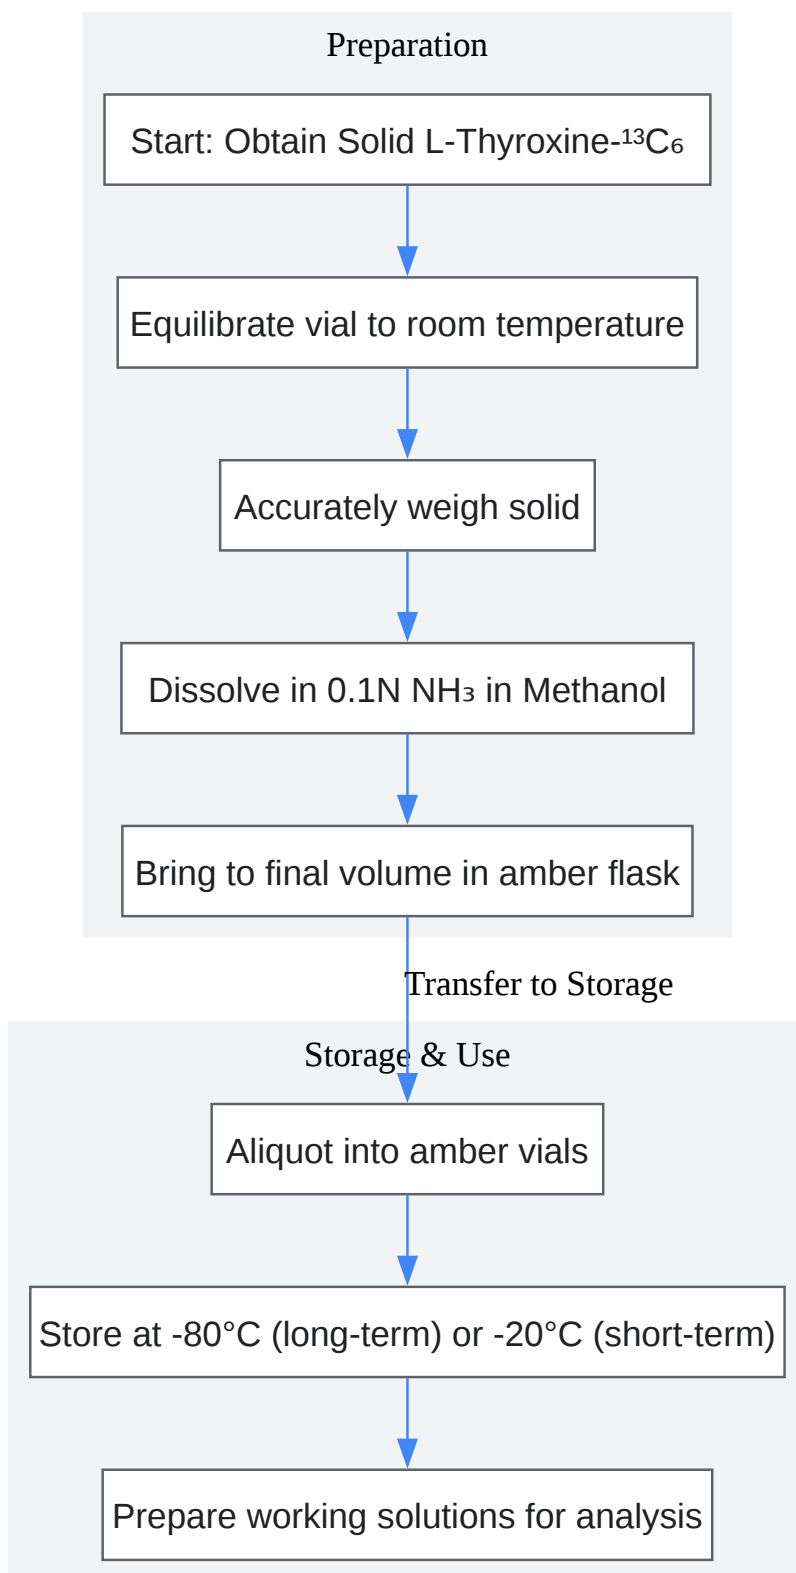 Preparation
Start: Obtain Solid L-Thyroxine-¹³C₆
Equilibrate vial to room temperature
Accurately weigh solid
Dissolve in 0.1N NH₃ in Methanol
Bring to final volume in amber flask
Transfer to Storage
Storage & Use
Aliquot into amber vials
Store at -80°C (long-term) or -20°C (short-term)
Prepare working solutions for analysis